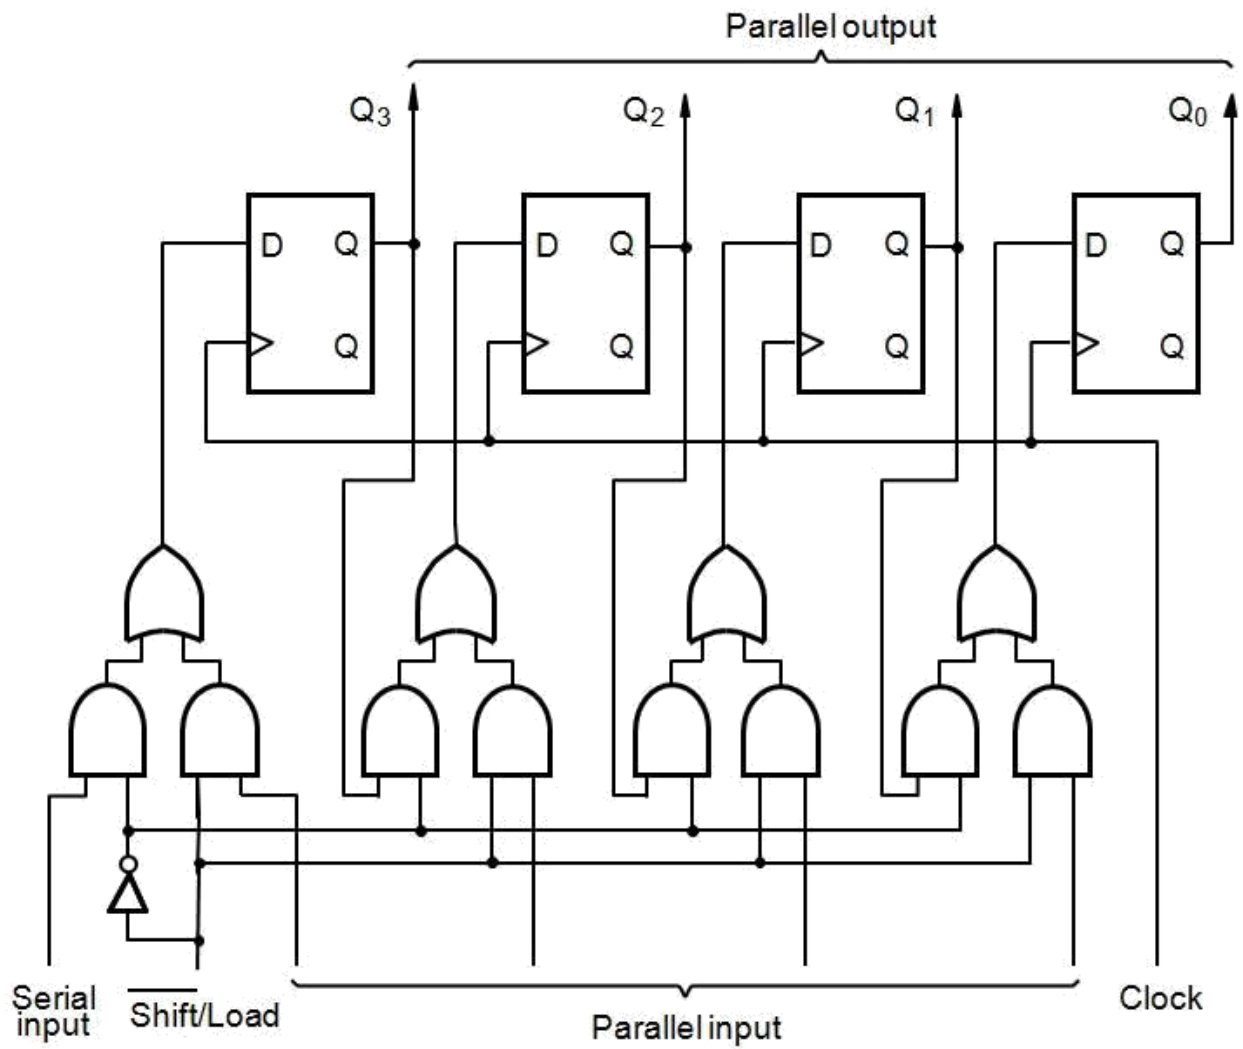 Parallel output
Q3 Q2 Q1 Q0
D Q D Q D Q D Q
Q Q Q Q
Serial input
Shift/Load
Parallel input
Clock